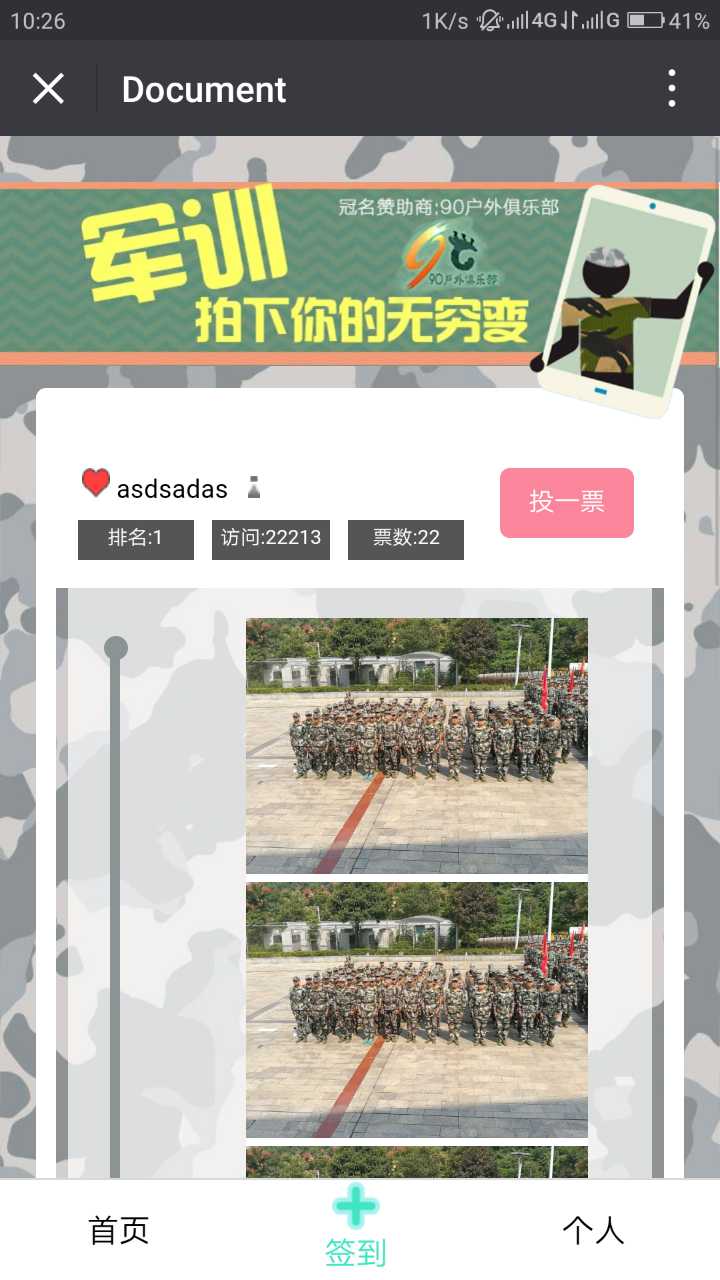 10:26 1K/s 4G G 41%
Document
冠名赞助商:90户外俱乐部
军训
90户外俱乐部
拍下你的无穷变
asdsadas
投一票
排名:1 访问:22213 票数:22
首页 签到 个人